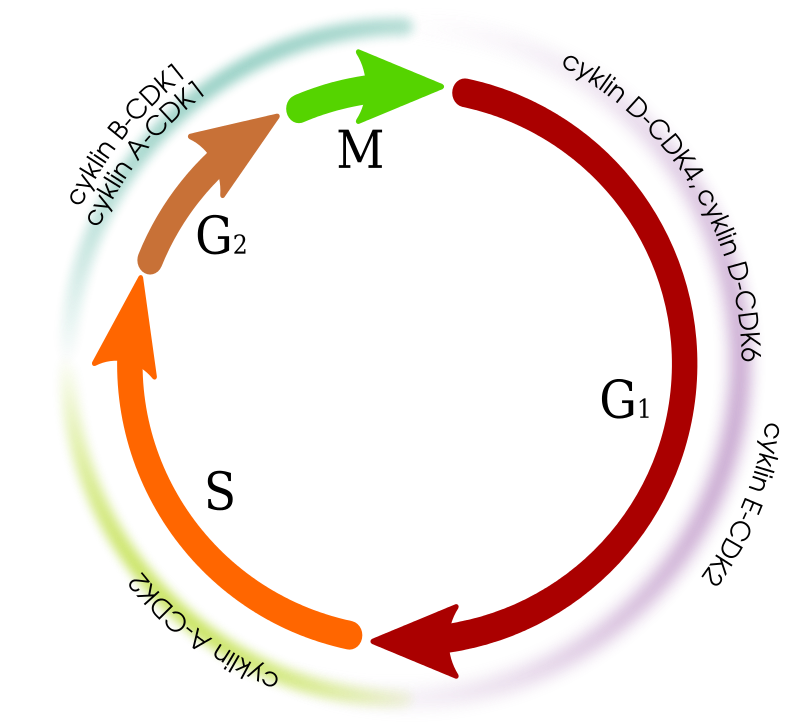 cyklin B-CDK1
cyklin A-CDK1
cyklin D-CDK4, cyklin D-CDK6
M
G2
G1
cyklin E-CDK2
S
cyklin A-CDK2